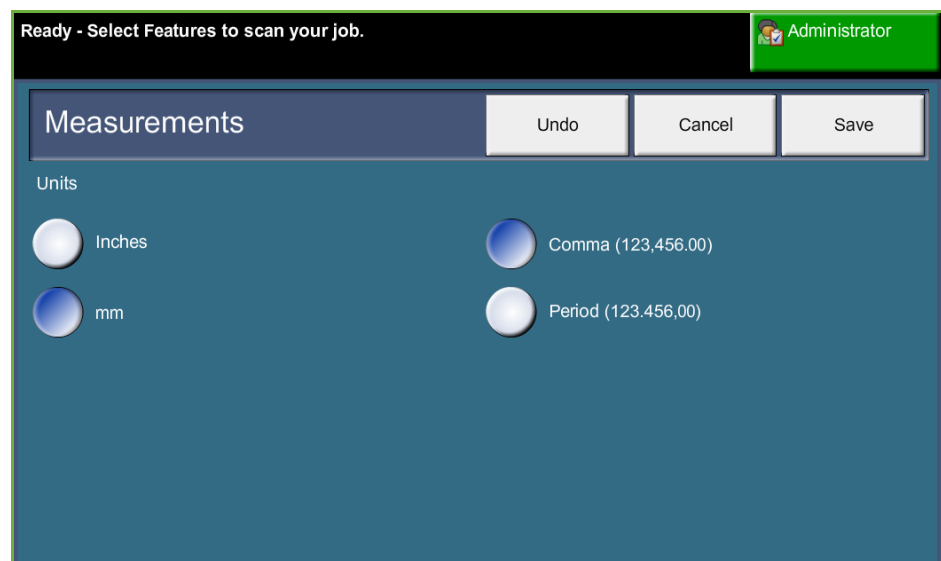 Ready - Select Features to scan your job.
Administrator
Measurements
Undo
Cancel
Save
Units
Inches
Comma (123,456.00)
mm
Period (123.456,00)